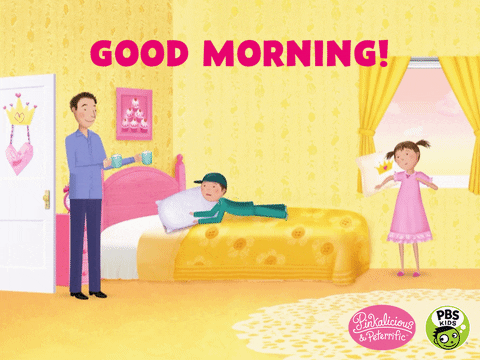 GOOD MORNING!
Pinkalicious
& Peterrific
PBS
KIDS